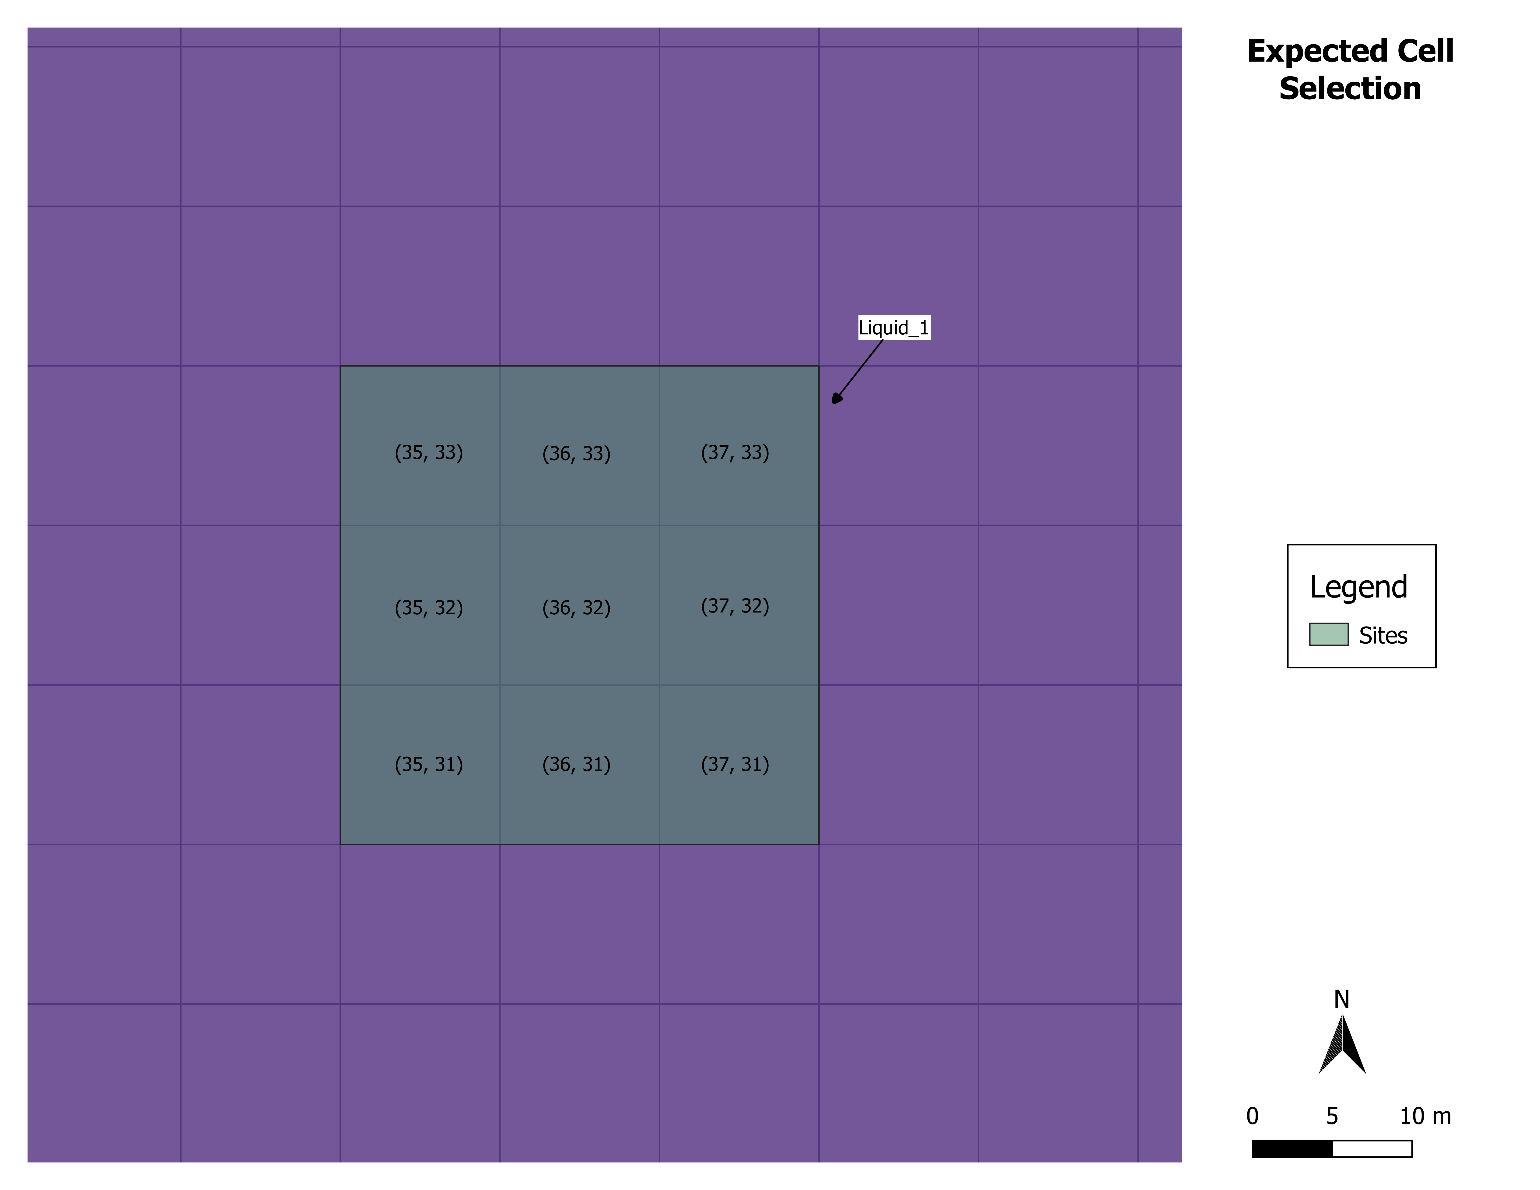 Expected Cell
Selection
Liquid_1
(35, 33) (36, 33) (37, 33)
(35, 32) (36, 32) (37, 32)
(35, 31) (36, 31) (37, 31)
Legend
Sites
N
0 5 10 m